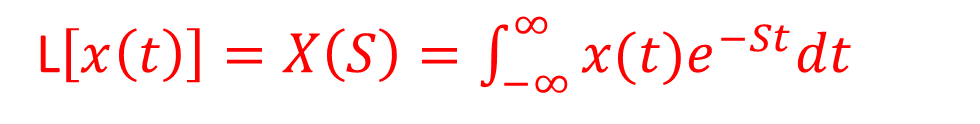 L[x(t)] = X(S) = ∫_{-∞}^{∞} x(t)e^{-St}dt